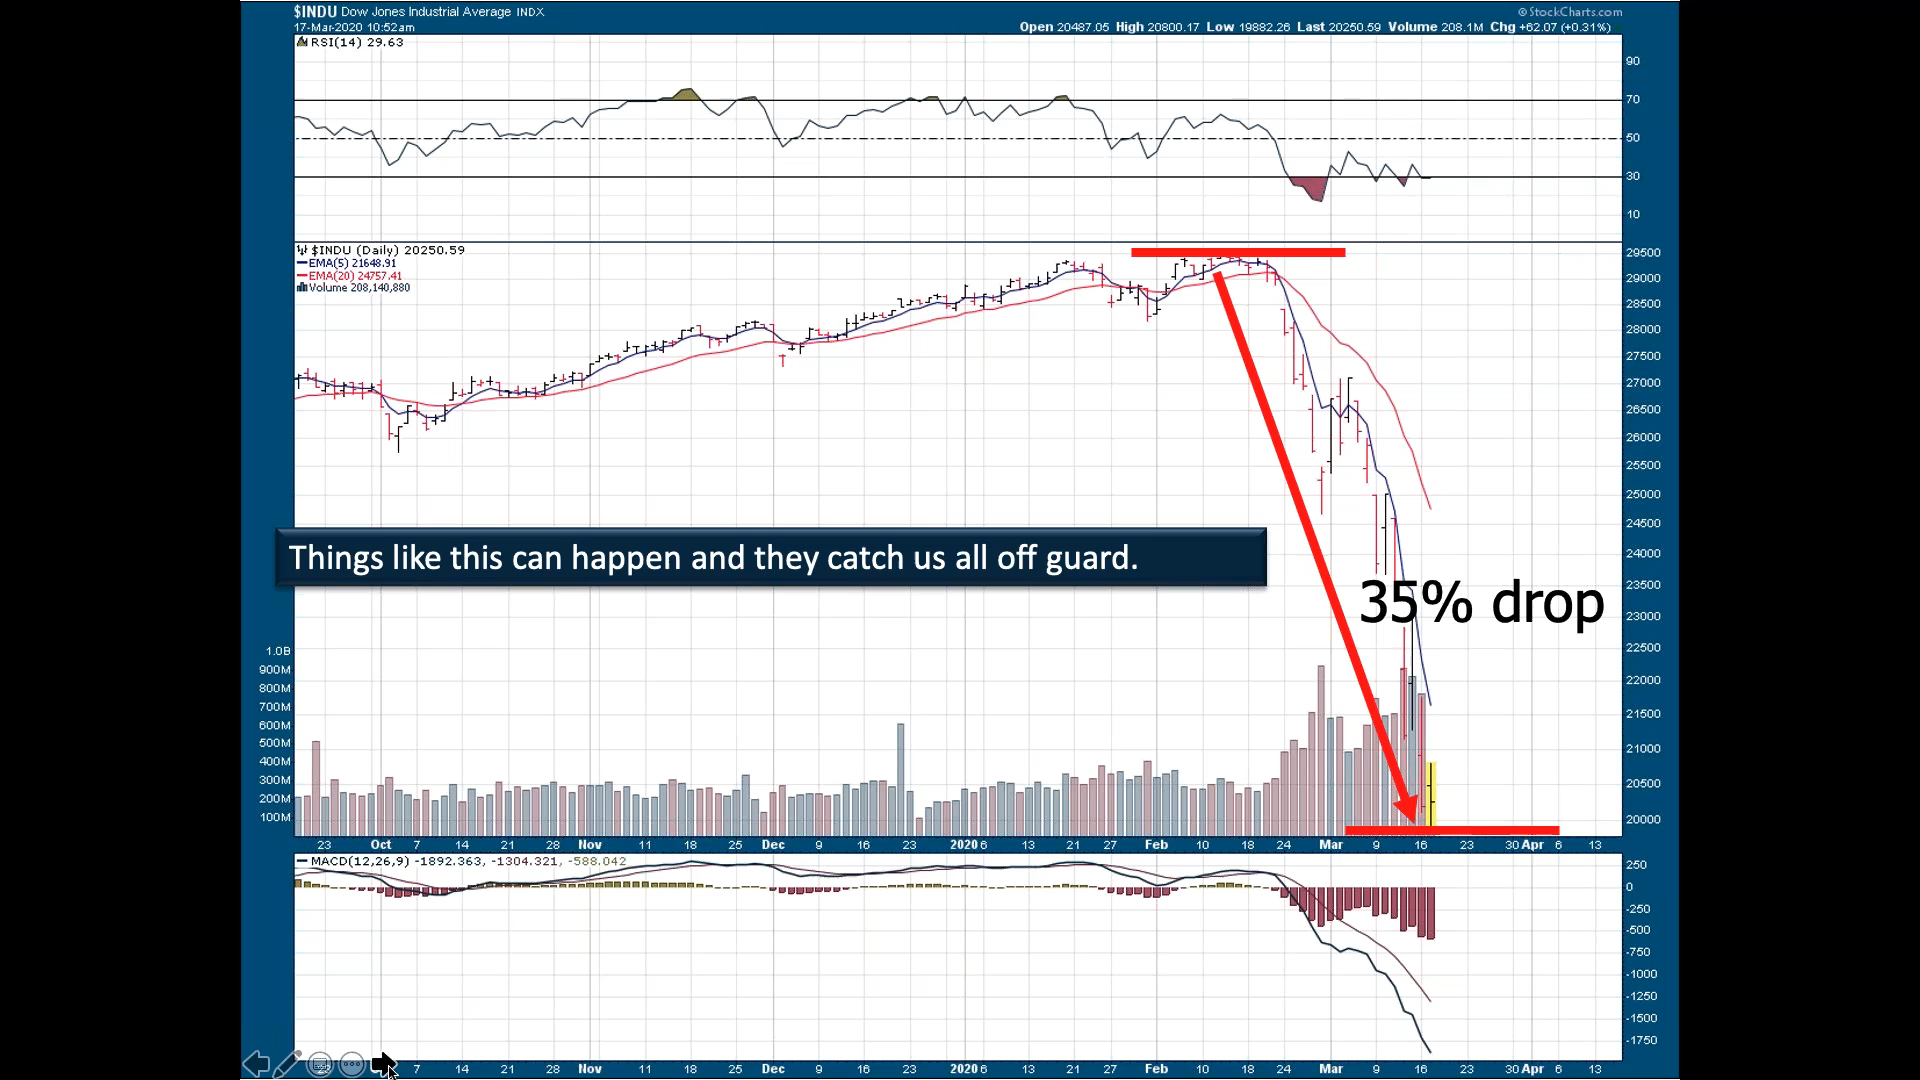 $INDU Dow Jones Industrial Average INDX
© StockCharts.com
17-Mar-2020 10:52am
Open 20487.05 High 20800.17 Low 19882.26 Last 20250.59 Volume 208.1M Chg +62.07 (+0.31%)
RSI(14) 29.63
90
70
50
30
10
$INDU (Daily) 20250.59
EMA(5) 21648.91
EMA(20) 24757.41
Volume 208,140,880
29500
29000
28500
28000
27500
27000
26500
26000
25500
25000
24500
24000
23500
23000
22500
22000
21500
21000
20500
20000
Things like this can happen and they catch us all off guard.
35% drop
1.0B
900M
800M
700M
600M
500M
400M
300M
200M
100M
23 Oct 7 14 21 28 Nov 11 18 25 Dec 9 16 23 2020 6 13 21 27 Feb 10 18 24 Mar 9 16 23 30 Apr 6 13
MACD(12,26,9) -1892.363, -1304.321, -588.042
250
0
-250
-500
-750
-1000
-1250
-1500
-1750
7 14 21 28 Nov 11 18 25 Dec 9 16 23 2020 6 13 21 27 Feb 10 18 24 Mar 9 16 23 30 Apr 6 13